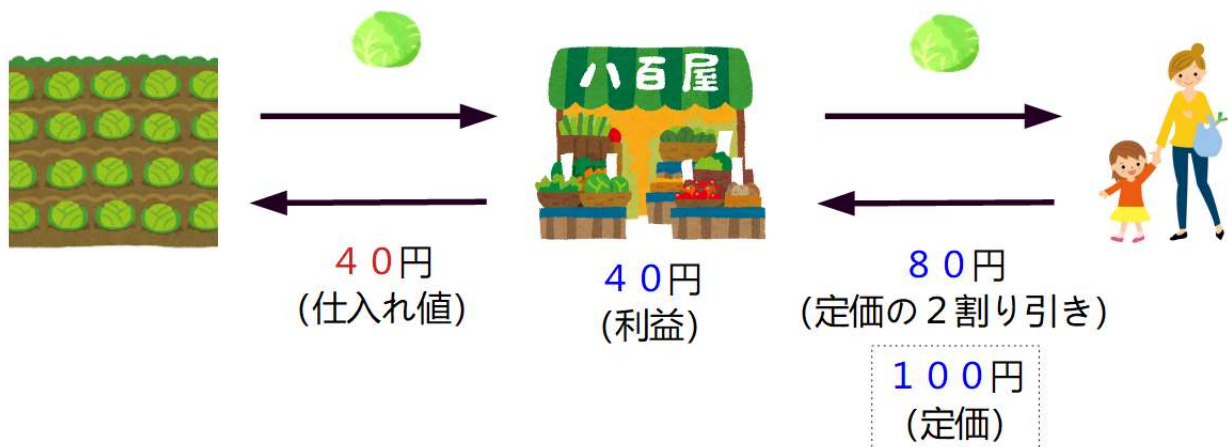 八百屋
４０円
(仕入れ値)
４０円
(利益)
８０円
(定価の２割り引き)
１００円
(定価)